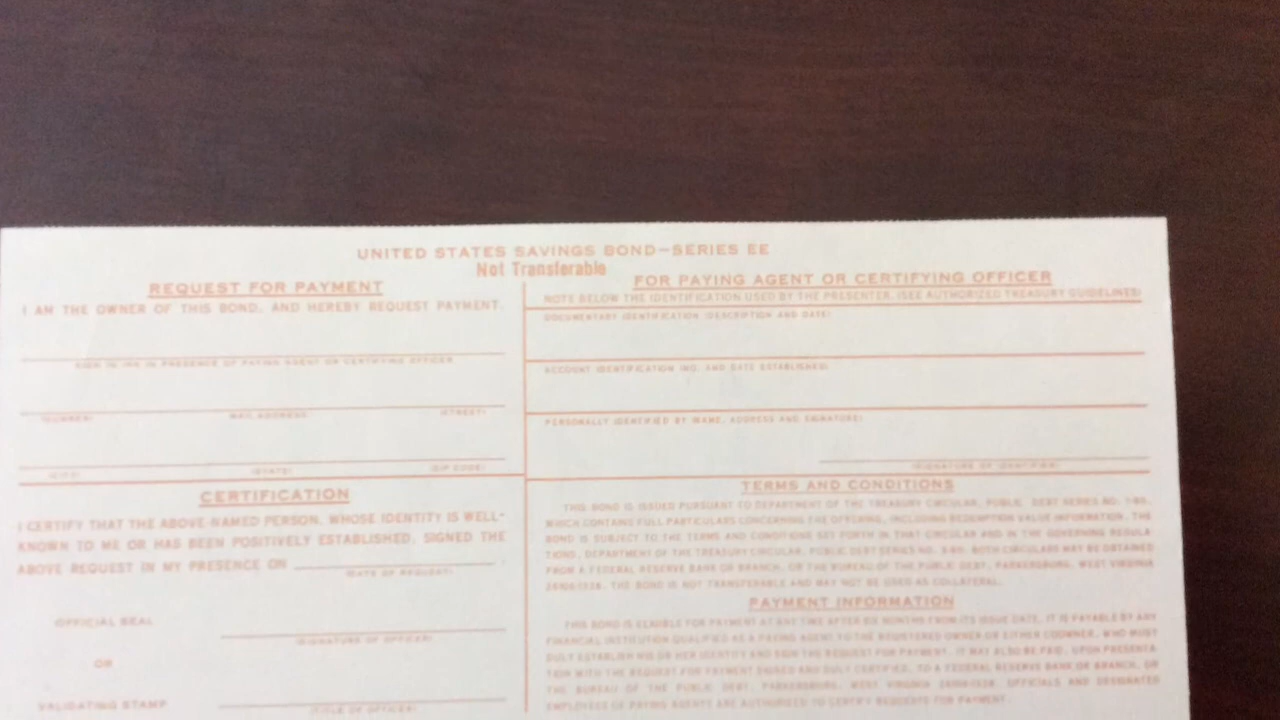 UNITED STATES SAVINGS BOND—SERIES EE
Not Transferable
REQUEST FOR PAYMENT
I AM THE OWNER OF THIS BOND, AND HEREBY REQUEST PAYMENT.
SIGN IN INK IN PRESENCE OF PAYING AGENT OR CERTIFYING OFFICER
(NUMBER) (STREET)
(CITY) (STATE) (ZIP CODE)
CERTIFICATION
I CERTIFY THAT THE ABOVE-NAMED PERSON, WHOSE IDENTITY IS WELL-
KNOWN TO ME OR HAS BEEN POSITIVELY ESTABLISHED, SIGNED THE
ABOVE REQUEST IN MY PRESENCE ON
(DATE OF REQUEST)
OFFICIAL SEAL
(SIGNATURE OF OFFICER)
OR
VALIDATING STAMP
(TITLE OF OFFICER)
FOR PAYING AGENT OR CERTIFYING OFFICER
NOTE BELOW THE IDENTIFICATION USED BY THE PRESENTER. (SEE AUTHORIZED TREASURY GUIDELINES)
DOCUMENTARY IDENTIFICATION (DESCRIPTION AND DATE)
ACCOUNT IDENTIFICATION (NO. AND DATE ESTABLISHED)
PERSONALLY IDENTIFIED BY (NAME, ADDRESS AND SIGNATURE)
(SIGNATURE OF IDENTIFIER)
TERMS AND CONDITIONS
THIS BOND IS ISSUED PURSUANT TO DEPARTMENT OF THE TREASURY CIRCULAR, PUBLIC DEBT SERIES NO.
WHICH CONTAINS FULL PARTICULARS CONCERNING THE OFFERING, INCLUDING REDEMPTION VALUE INFORMATION. THE
BOND IS SUBJECT TO THE TERMS AND CONDITIONS SET FORTH IN THAT CIRCULAR AND IN THE GOVERNING REGULA-
TIONS, DEPARTMENT OF THE TREASURY CIRCULAR, PUBLIC DEBT SERIES NO. BOTH CIRCULARS MAY BE OBTAINED
FROM A FEDERAL RESERVE BANK OR BRANCH, OR THE BUREAU OF THE PUBLIC DEBT, PARKERSBURG, WEST VIRGINIA
THE BOND IS NOT TRANSFERABLE AND MAY NOT BE USED AS COLLATERAL.
PAYMENT INFORMATION
THIS BOND IS ELIGIBLE FOR PAYMENT AT ANY TIME AFTER SIX MONTHS FROM ITS ISSUE DATE. IT IS PAYABLE BY ANY
FINANCIAL INSTITUTION QUALIFIED AS A PAYING AGENT TO THE REGISTERED OWNER OR EITHER COOWNER, WHO MUST
DULY ESTABLISH HIS OR HER IDENTITY AND SIGN THE REQUEST FOR PAYMENT. IT MAY ALSO BE PAID, UPON PRESENTA-
TION WITH THE REQUEST FOR PAYMENT SIGNED AND DULY CERTIFIED, TO A FEDERAL RESERVE BANK OR BRANCH, OR
THE BUREAU OF THE PUBLIC DEBT, PARKERSBURG, WEST VIRGINIA OFFICIALS AND DESIGNATED
EMPLOYEES OF PAYING AGENTS ARE AUTHORIZED TO CERTIFY REQUESTS FOR PAYMENT.